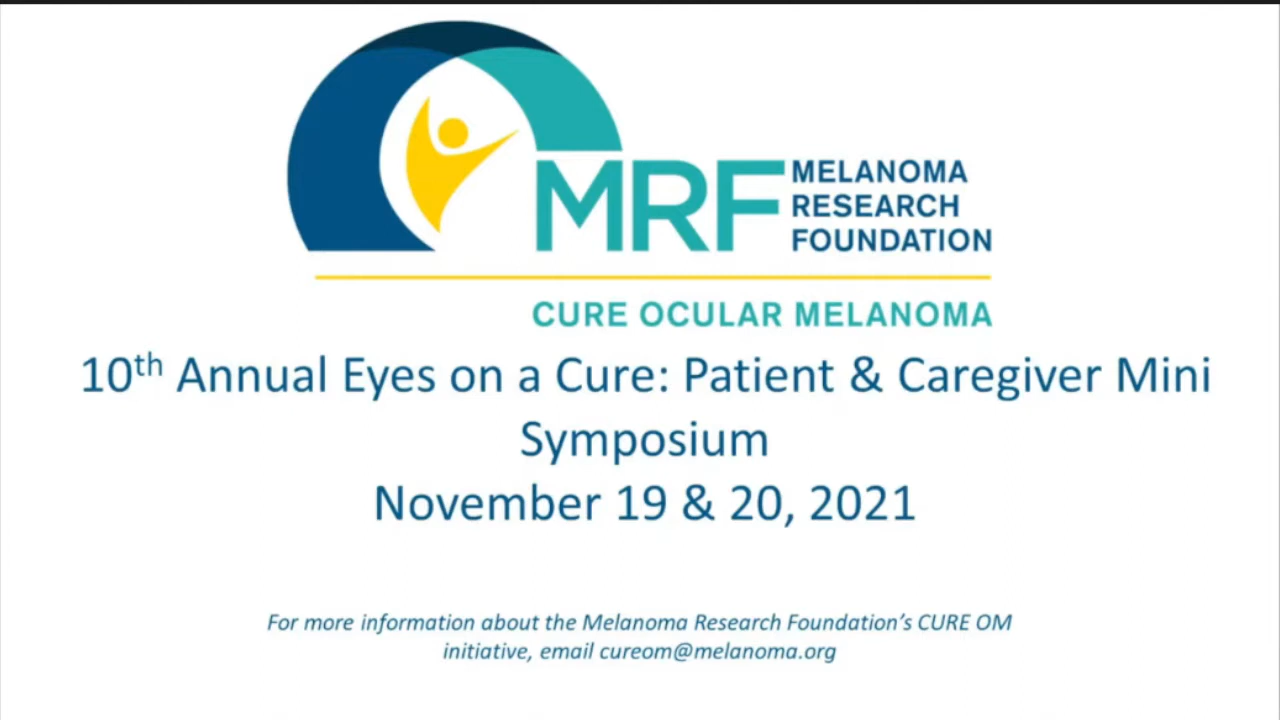 MRF
MELANOMA
RESEARCH
FOUNDATION
CURE OCULAR MELANOMA
10th Annual Eyes on a Cure: Patient & Caregiver Mini
Symposium
November 19 & 20, 2021
For more information about the Melanoma Research Foundation's CURE OM
initiative, email cureom@melanoma.org